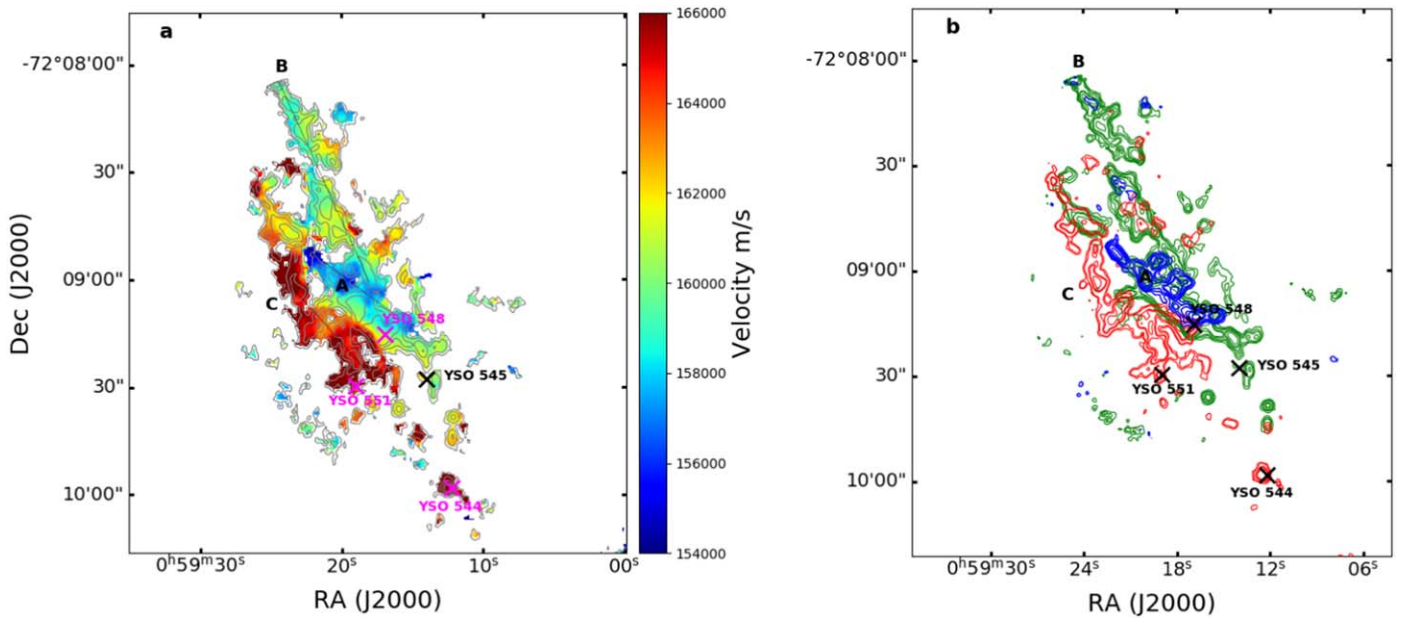 a
B
-72°08'00"
30"
09'00"
30"
10'00"
A
C
YSO 548
YSO 545
YSO 551
YSO 544
0ʰ59ᵐ30ˢ
20ˢ
10ˢ
00ˢ
RA (J2000)
Dec (J2000)
166000
164000
162000
160000
158000
156000
154000
Velocity m/s
b
B
-72°08'00"
30"
09'00"
30"
10'00"
A
C
YSO 548
YSO 545
YSO 551
YSO 544
0ʰ59ᵐ30ˢ
24ˢ
18ˢ
12ˢ
06ˢ
RA (J2000)